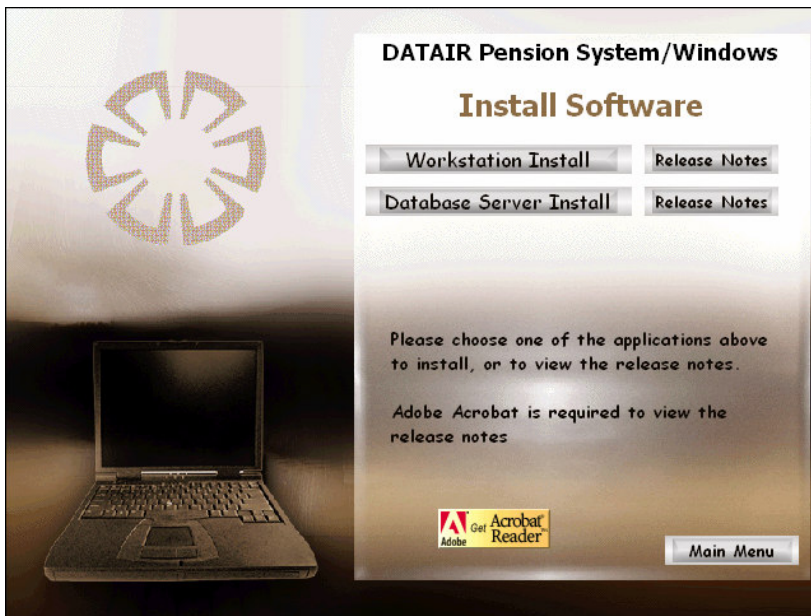 DATAIR Pension System/Windows
Install Software
Workstation Install
Release Notes
Database Server Install
Release Notes
Please choose one of the applications above
to install, or to view the release notes.
Adobe Acrobat is required to view the
release notes
Adobe
Get Acrobat
Reader
Main Menu